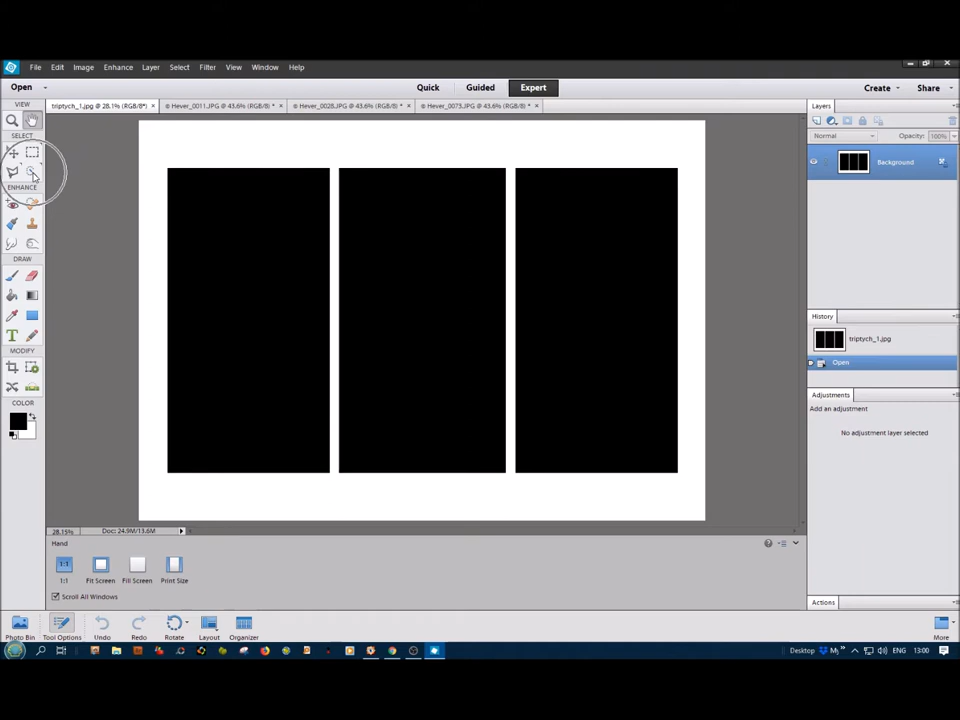 File Edit Image Enhance Layer Select Filter View Window Help
Open Quick Guided Expert Create Share
VIEW
triptych_1.jpg @ 28.1% (RGB/8*) × Hever_0011.JPG @ 43.6% (RGB/8) * × Hever_0028.JPG @ 43.6% (RGB/8*) * × Hever_0073.JPG @ 43.6% (RGB/8*) * ×
Layers
SELECT
Normal Opacity: 100%
Background
ENHANCE
DRAW
T
History
triptych_1.jpg
MODIFY
Open
Adjustments
COLOR
Add an adjustment
No adjustment layer selected
28.15% Doc: 24.9M/13.6M
Hand
1:1
1:1 Fit Screen Fill Screen Print Size
Scroll All Windows
Actions
Photo Bin Tool Options Undo Redo Rotate Layout Organizer More
Desktop ENG 13:00